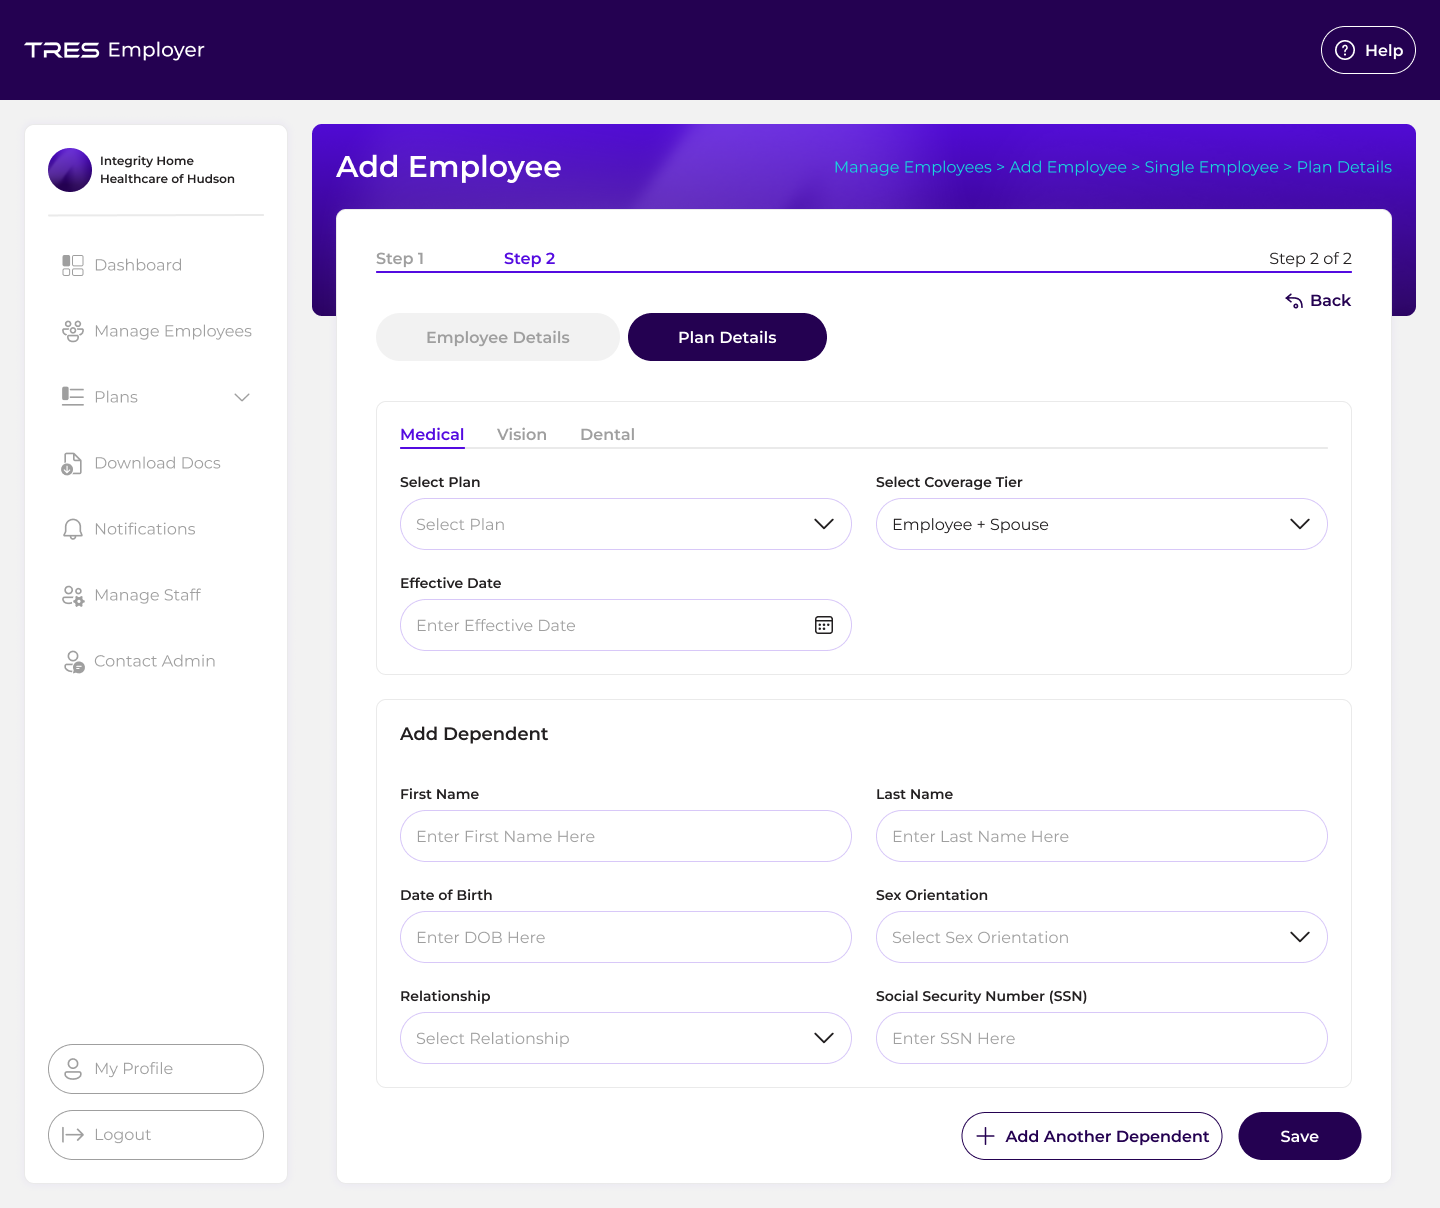 TRES Employer
Help
Integrity Home
Healthcare of Hudson
Dashboard
Manage Employees
Plans
Download Docs
Notifications
Manage Staff
Contact Admin
My Profile
Logout
Add Employee
Manage Employees > Add Employee > Single Employee > Plan Details
Step 1
Step 2
Step 2 of 2
Back
Employee Details
Plan Details
Medical
Vision
Dental
Select Plan
Select Coverage Tier
Select Plan
Employee + Spouse
Effective Date
Enter Effective Date
Add Dependent
First Name
Last Name
Enter First Name Here
Enter Last Name Here
Date of Birth
Sex Orientation
Enter DOB Here
Select Sex Orientation
Relationship
Social Security Number (SSN)
Select Relationship
Enter SSN Here
Add Another Dependent
Save